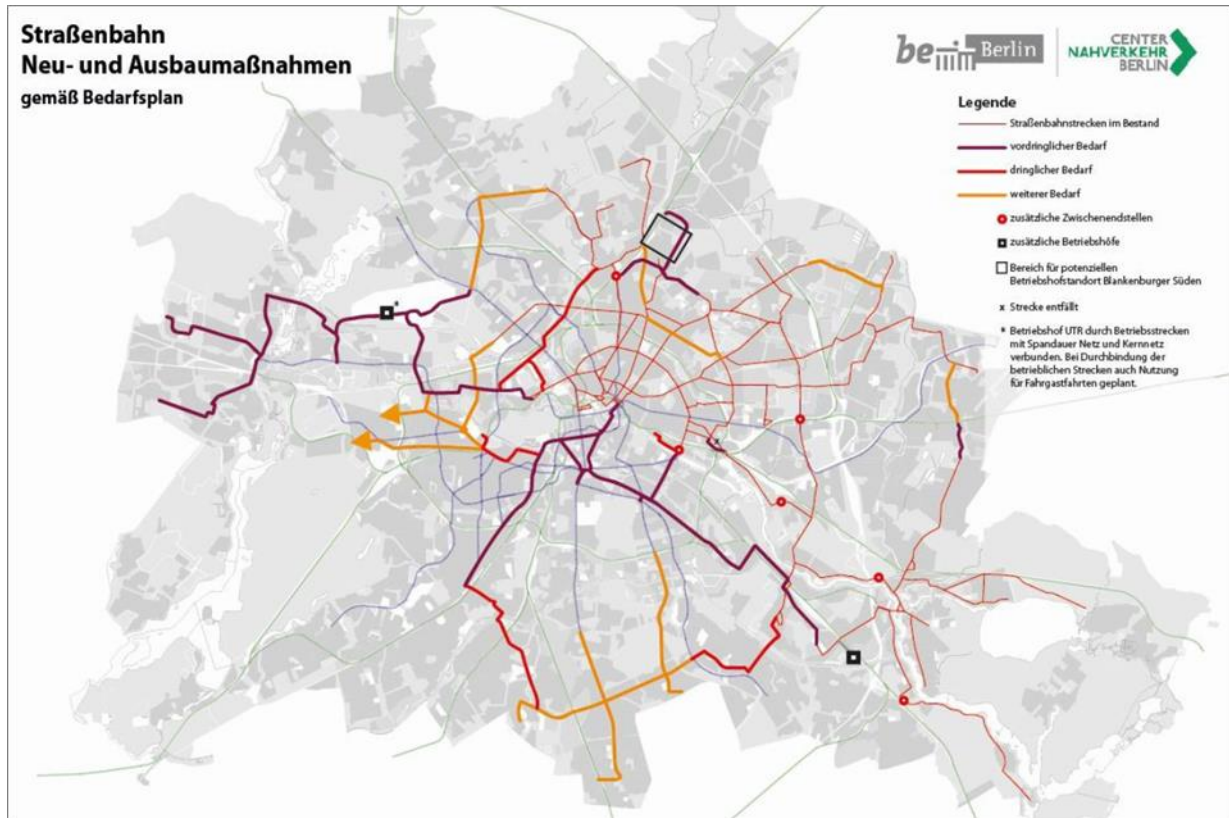 Straßenbahn
Neu- und Ausbaumaßnahmen
gemäß Bedarfsplan
be Berlin
CENTER
NAHVERKEHR
BERLIN
Legende
Straßenbahnstrecken im Bestand
vordringlicher Bedarf
dringlicher Bedarf
weiterer Bedarf
zusätzliche Zwischenendstellen
zusätzliche Betriebshöfe
Bereich für potenziellen
Betriebshofstandort Blankenburger Süden
x Strecke entfällt
* Betriebshof UTR durch Betriebsstrecken
mit Spandauer Netz und Kernnetz
verbunden. Bei Durchbindung der
betrieblichen Strecken auch Nutzung
für Fahrgastfahrten geplant.
*
x